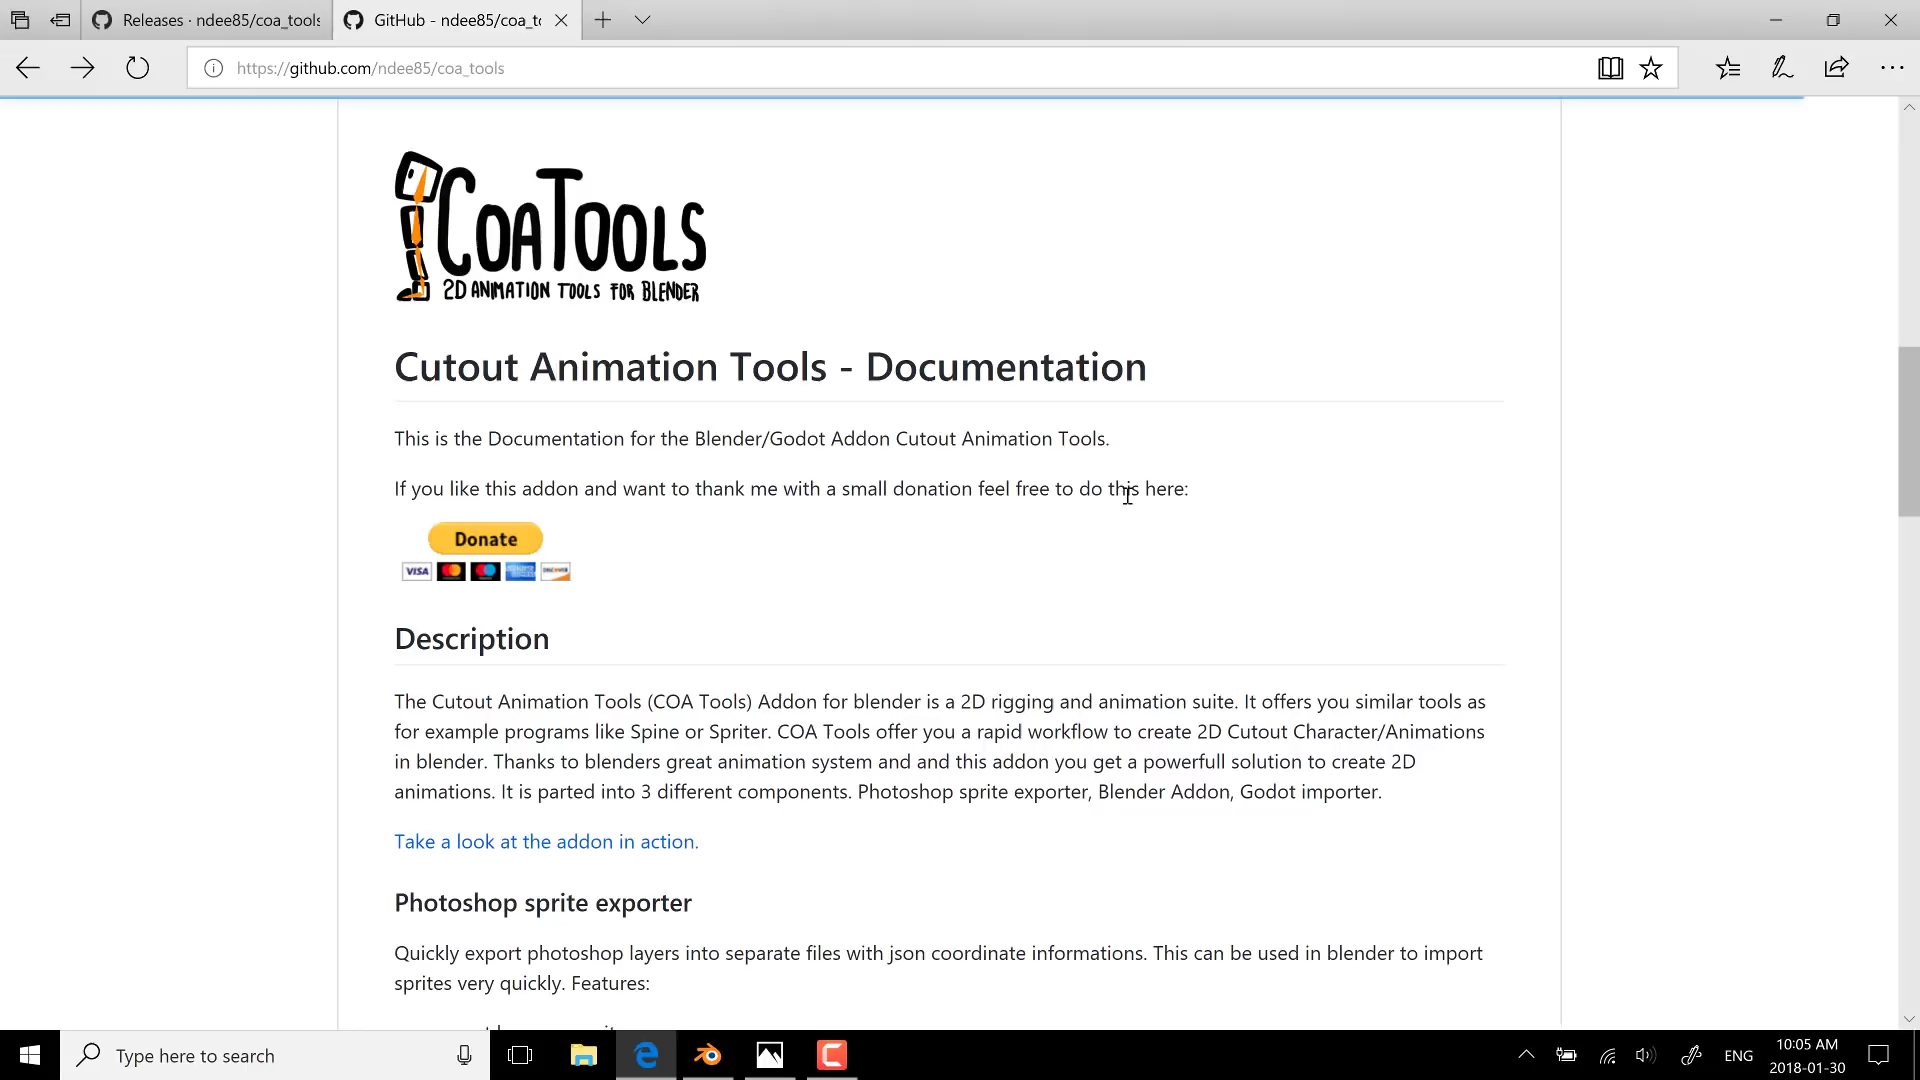 Releases · ndee85/coa_tools
GitHub - ndee85/coa_to
https://github.com/ndee85/coa_tools
COATOOLS
2D ANIMATION TOOLS FOR BLENDER
Cutout Animation Tools - Documentation
This is the Documentation for the Blender/Godot Addon Cutout Animation Tools.
If you like this addon and want to thank me with a small donation feel free to do this here:
Donate
VISA
DISCOVER
Description
The Cutout Animation Tools (COA Tools) Addon for blender is a 2D rigging and animation suite. It offers you similar tools as
for example programs like Spine or Spriter. COA Tools offer you a rapid workflow to create 2D Cutout Character/Animations
in blender. Thanks to blenders great animation system and and this addon you get a powerfull solution to create 2D
animations. It is parted into 3 different components. Photoshop sprite exporter, Blender Addon, Godot importer.
Take a look at the addon in action.
Photoshop sprite exporter
Quickly export photoshop layers into separate files with json coordinate informations. This can be used in blender to import
sprites very quickly. Features:
Type here to search
ENG
10:05 AM
2018-01-30